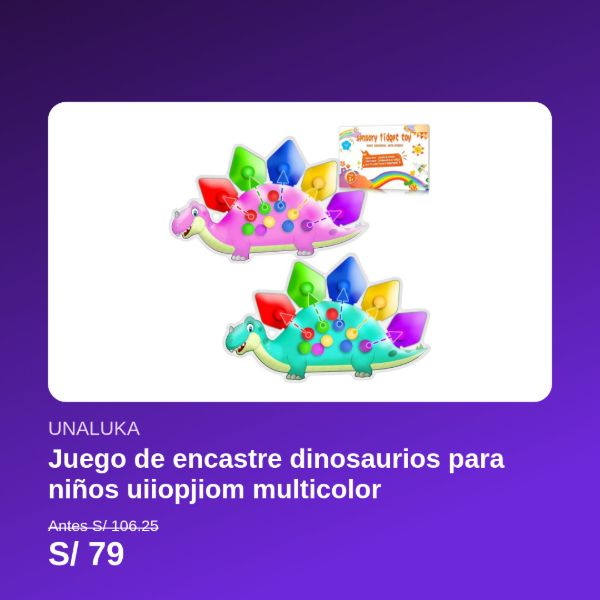 sensory fidget toy
UNALUKA
Juego de encastre dinosaurios para
niños uiiopjiom multicolor
Antes S/ 106.25
S/ 79